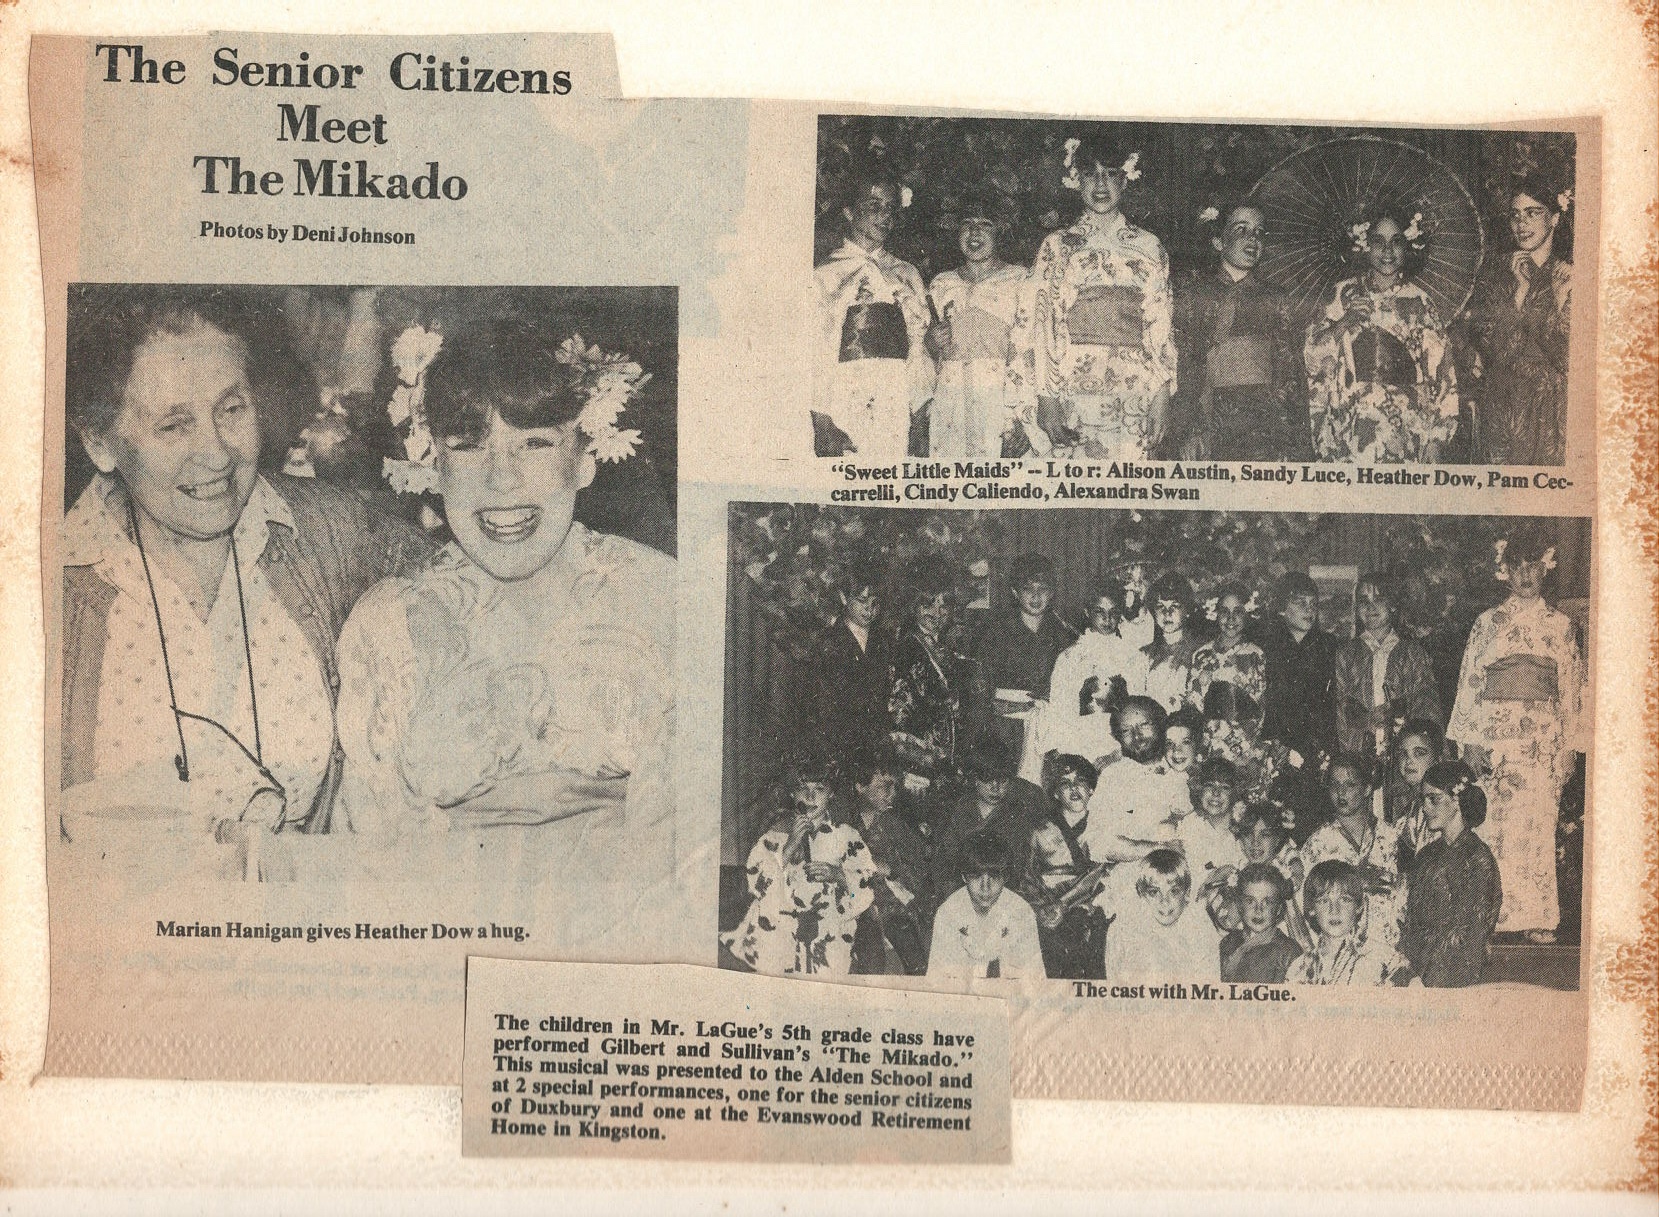 The Senior Citizens
Meet
The Mikado
Photos by Deni Johnson
Marian Hanigan gives Heather Dow a hug.
"Sweet Little Maids" -- L to r: Alison Austin, Sandy Luce, Heather Dow, Pam Cec-
carrelli, Cindy Caliendo, Alexandra Swan
The cast with Mr. LaGue.
The children in Mr. LaGue's 5th grade class have
performed Gilbert and Sullivan's "The Mikado."
This musical was presented to the Alden School and
at 2 special performances, one for the senior citizens
of Duxbury and one at the Evanswood Retirement
Home in Kingston.